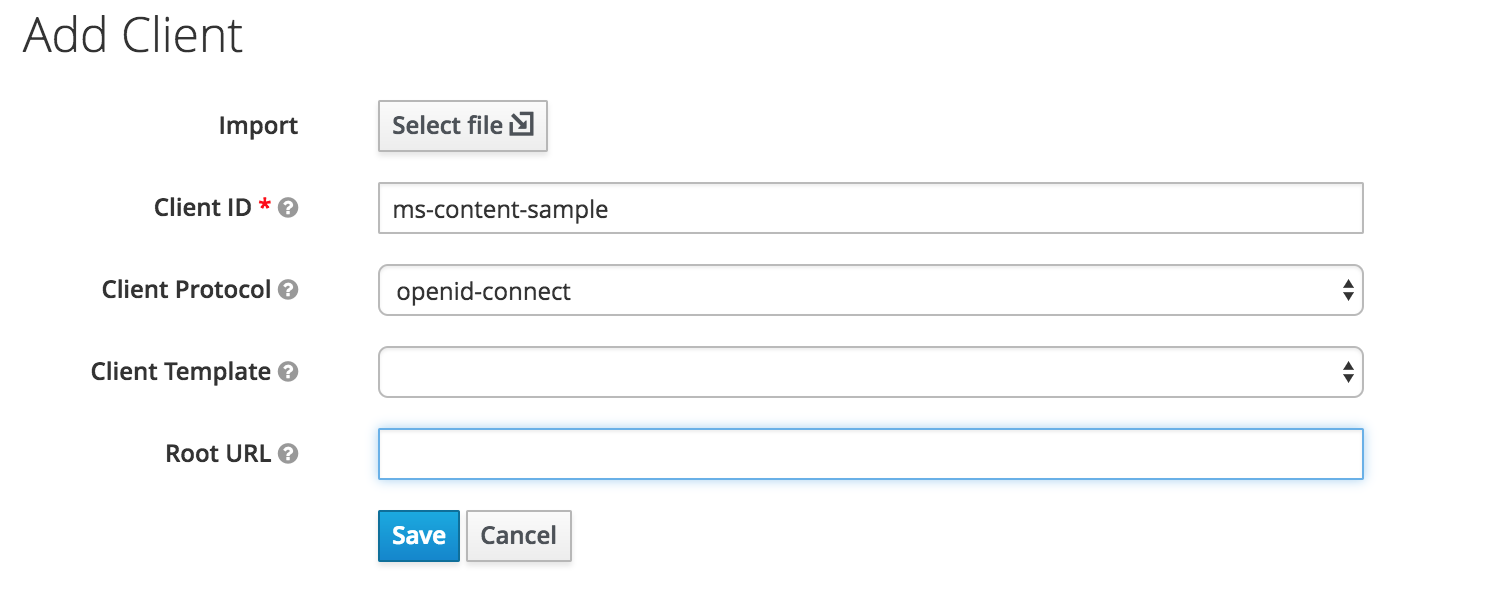 Add Client
Import Select file
Client ID * ms-content-sample
Client Protocol openid-connect
Client Template
Root URL
Save Cancel